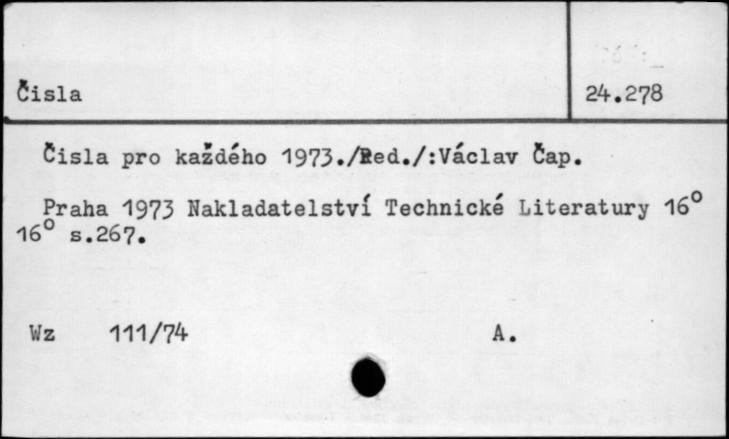 Čisla 24.278
Čisla pro každého 1973./Red./:Václav Čap.
Praha 1973 Nakladatelství Technické Literatury 16°
16° s.267.
Wz 111/74 A.